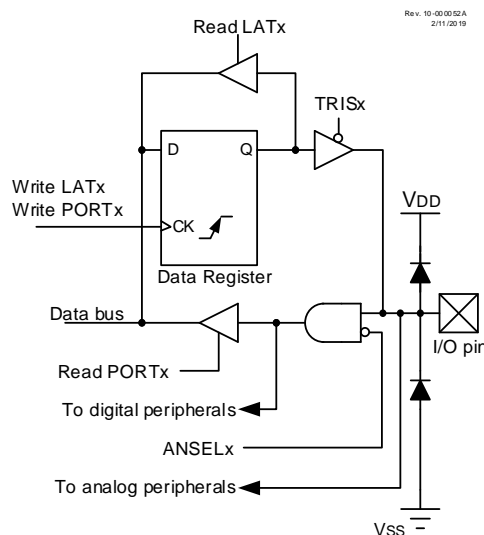 Rev. 10-000052A
2/11/2019
Read LATx
TRISx
D
Q
Write LATx
Write PORTx
CK
VDD
Data Register
Data bus
I/O pin
Read PORTx
To digital peripherals
ANSELx
To analog peripherals
VSS